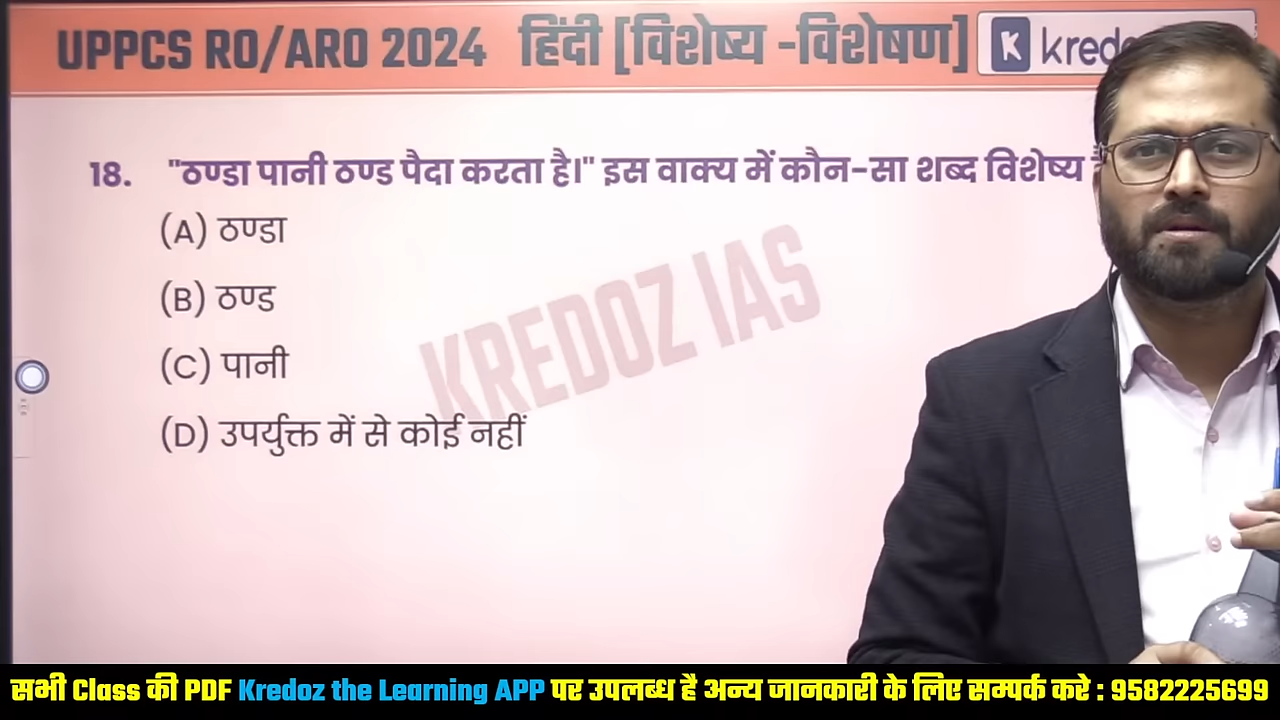 UPPCS RO/ARO 2024 हिंदी [विशेष्य -विशेषण]
K kred
18. "ठण्डा पानी ठण्ड पैदा करता है।" इस वाक्य में कौन-सा शब्द विशेष्य
(A) ठण्डा
(B) ठण्ड
(C) पानी
(D) उपर्युक्त में से कोई नहीं
KREDOZ IAS
सभी Class की PDF Kredoz the Learning APP पर उपलब्ध है अन्य जानकारी के लिए सम्पर्क करे : 9582225699